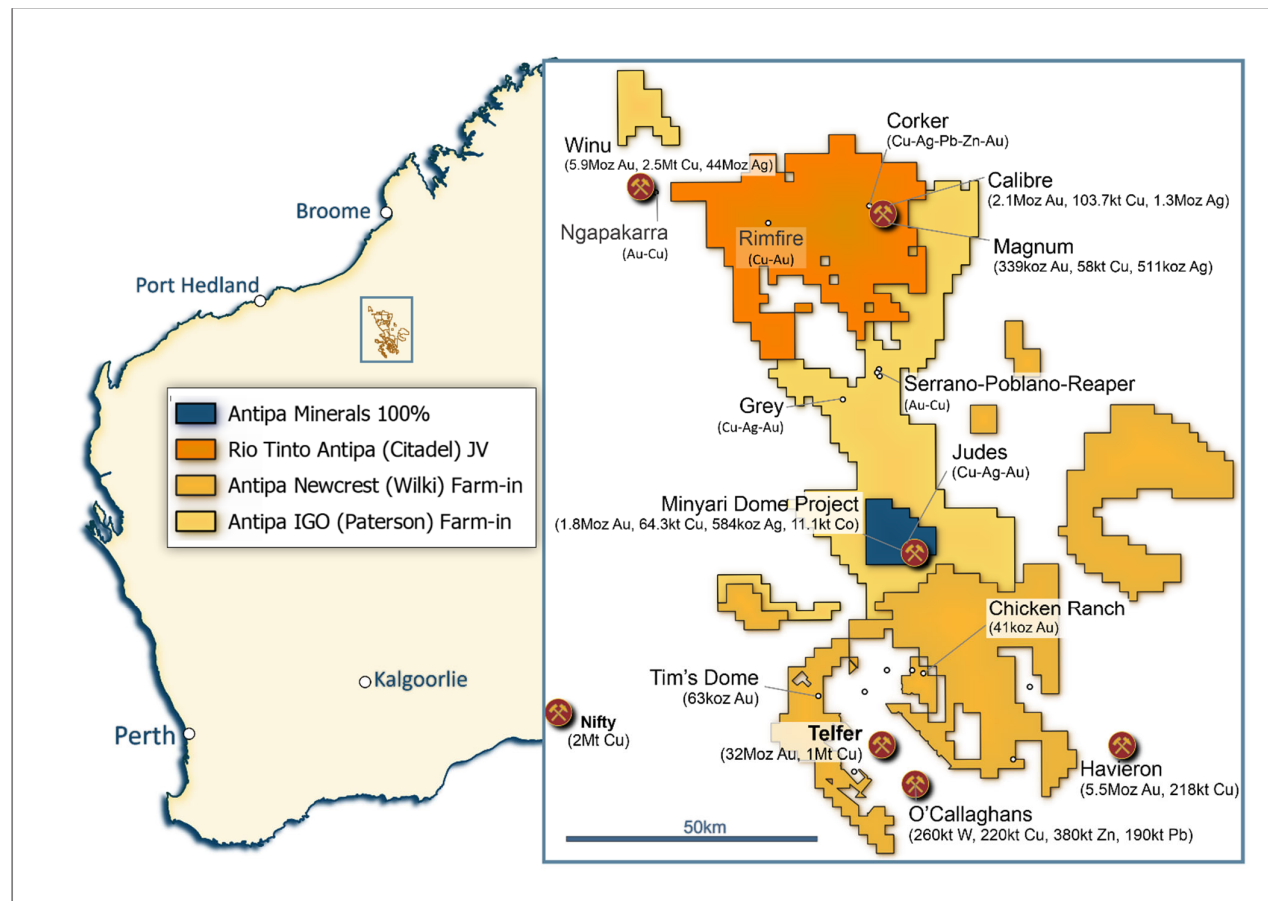 Broome
Port Hedland
Kalgoorlie
Perth
Antipa Minerals 100%
Rio Tinto Antipa (Citadel) JV
Antipa Newcrest (Wilki) Farm-in
Antipa IGO (Paterson) Farm-in
Corker
(Cu-Ag-Pb-Zn-Au)
Winu
(5.9Moz Au, 2.5Mt Cu, 44Moz Ag)
Calibre
(2.1Moz Au, 103.7kt Cu, 1.3Moz Ag)
Ngapakarra
(Au-Cu)
Rimfire
(Cu-Au)
Magnum
(339koz Au, 58kt Cu, 511koz Ag)
Serrano-Poblano-Reaper
(Au-Cu)
Grey
(Cu-Ag-Au)
Judes
(Cu-Ag-Au)
Minyari Dome Project
(1.8Moz Au, 64.3kt Cu, 584koz Ag, 11.1kt Co)
Chicken Ranch
(41koz Au)
Tim's Dome
(63koz Au)
Nifty
(2Mt Cu)
Telfer
(32Moz Au, 1Mt Cu)
Havieron
(5.5Moz Au, 218kt Cu)
O'Callaghans
(260kt W, 220kt Cu, 380kt Zn, 190kt Pb)
50km